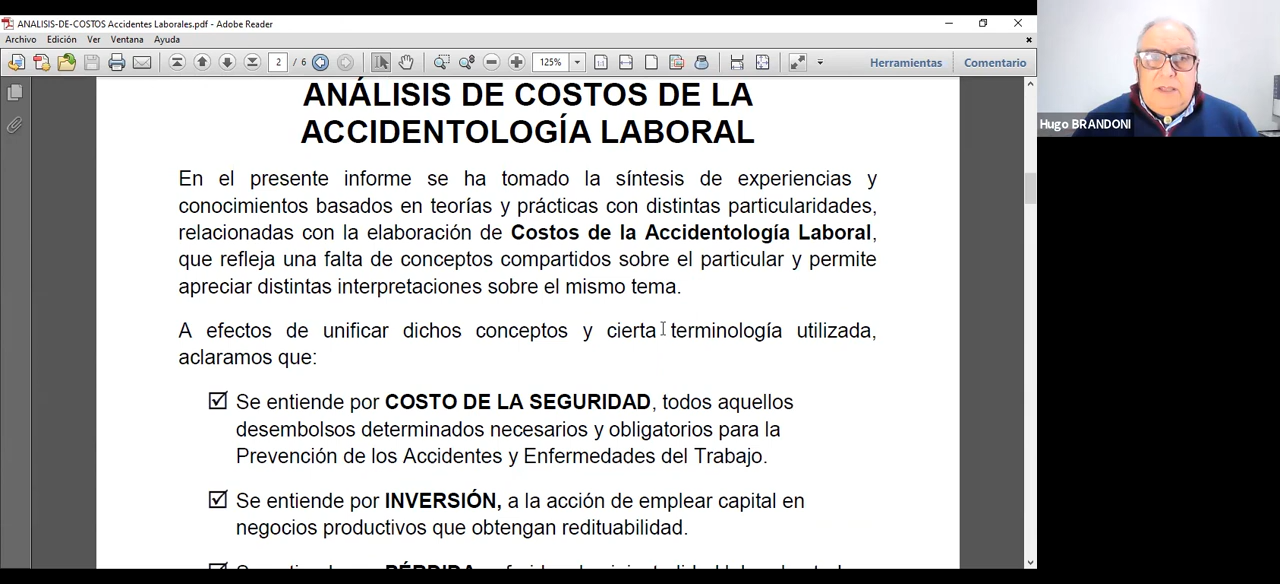 ANALISIS-DE-COSTOS Accidentes Laborales.pdf - Adobe Reader
Archivo Edición Ver Ventana Ayuda
2 / 6 125% Herramientas Comentario
ANÁLISIS DE COSTOS DE LA
ACCIDENTOLOGÍA LABORAL
En el presente informe se ha tomado la síntesis de experiencias y
conocimientos basados en teorías y prácticas con distintas particularidades,
relacionadas con la elaboración de Costos de la Accidentología Laboral,
que refleja una falta de conceptos compartidos sobre el particular y permite
apreciar distintas interpretaciones sobre el mismo tema.
A efectos de unificar dichos conceptos y cierta terminología utilizada,
aclaramos que:
Se entiende por COSTO DE LA SEGURIDAD, todos aquellos
desembolsos determinados necesarios y obligatorios para la
Prevención de los Accidentes y Enfermedades del Trabajo.
Se entiende por INVERSIÓN, a la acción de emplear capital en
negocios productivos que obtengan redituabilidad.
Hugo BRANDONI